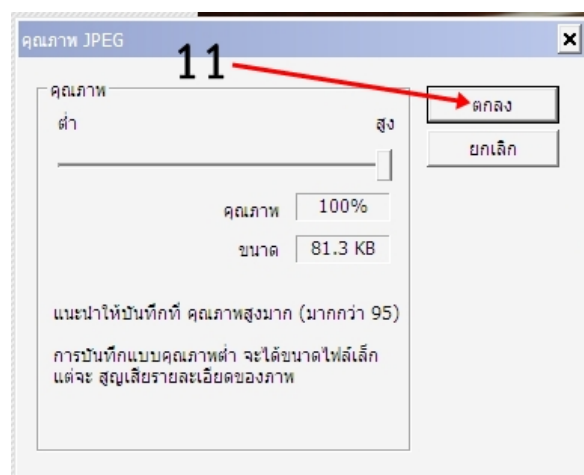 คุณภาพ JPEG
11
คุณภาพ
ต่ำ สูง
ตกลง
ยกเลิก
คุณภาพ 100%
ขนาด 81.3 KB
แนะนำให้บันทึกที่ คุณภาพสูงมาก (มากกว่า 95)
การบันทึกแบบคุณภาพต่ำ จะได้ขนาดไฟล์เล็ก
แต่จะ สูญเสียรายละเอียดของภาพ